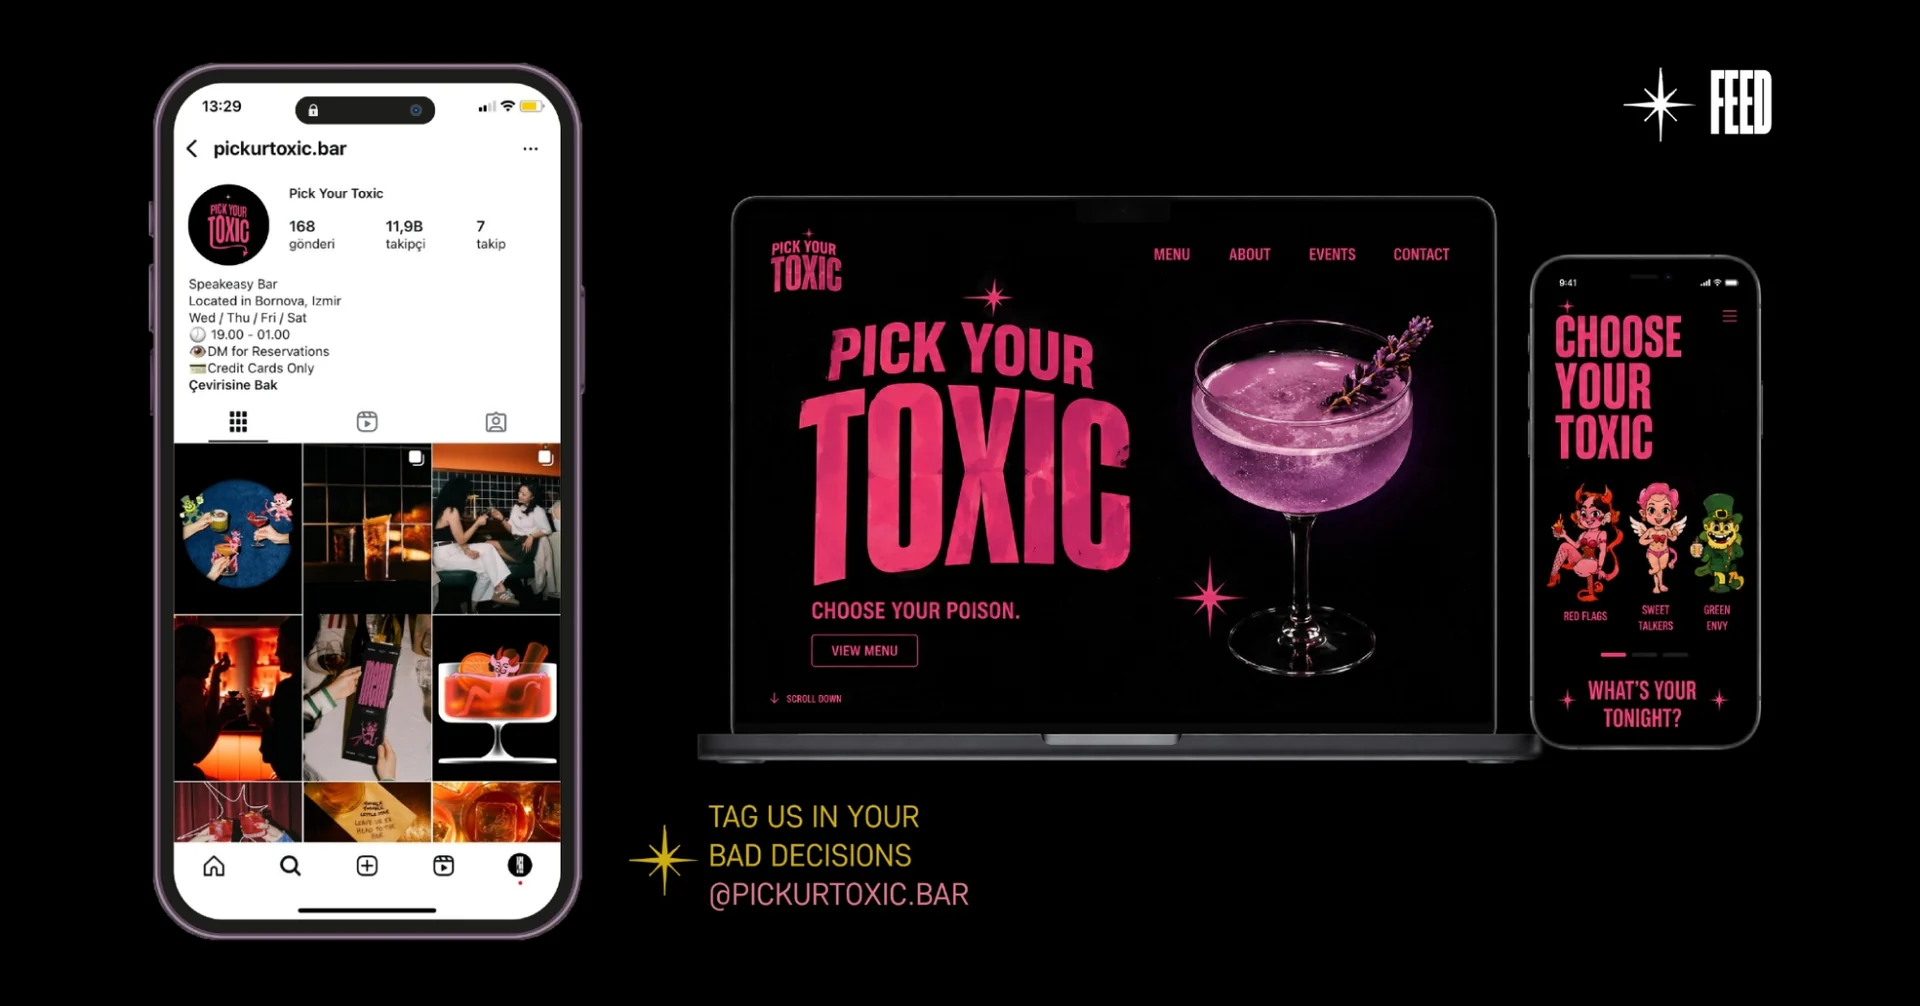 FEED
13:29
pickurtoxic.bar
PICK YOUR
TOXIC
Pick Your Toxic
168 11,9B 7
gönderi takipçi takip
Speakeasy Bar
Located in Bornova, Izmir
Wed / Thu / Fri / Sat
19.00 - 01.00
DM for Reservations
Credit Cards Only
Çevirisine Bak
PICK YOUR
TOXIC
MENU ABOUT EVENTS CONTACT
PICK YOUR
TOXIC
CHOOSE YOUR POISON.
VIEW MENU
SCROLL DOWN
9:41
CHOOSE
YOUR
TOXIC
RED FLAGS
SWEET
TALKERS
GREEN
ENVY
WHAT'S YOUR
TONIGHT?
TAG US IN YOUR
BAD DECISIONS
@PICKURTOXIC.BAR